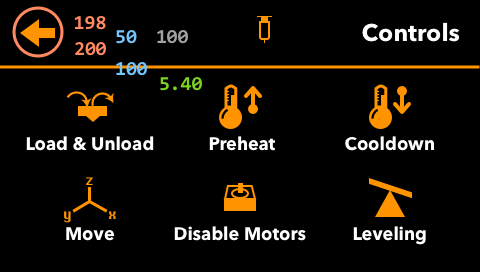 198
200
50
100
100
5.40
Controls
Load & Unload
Preheat
Cooldown
z
y x
Move
Disable Motors
Leveling